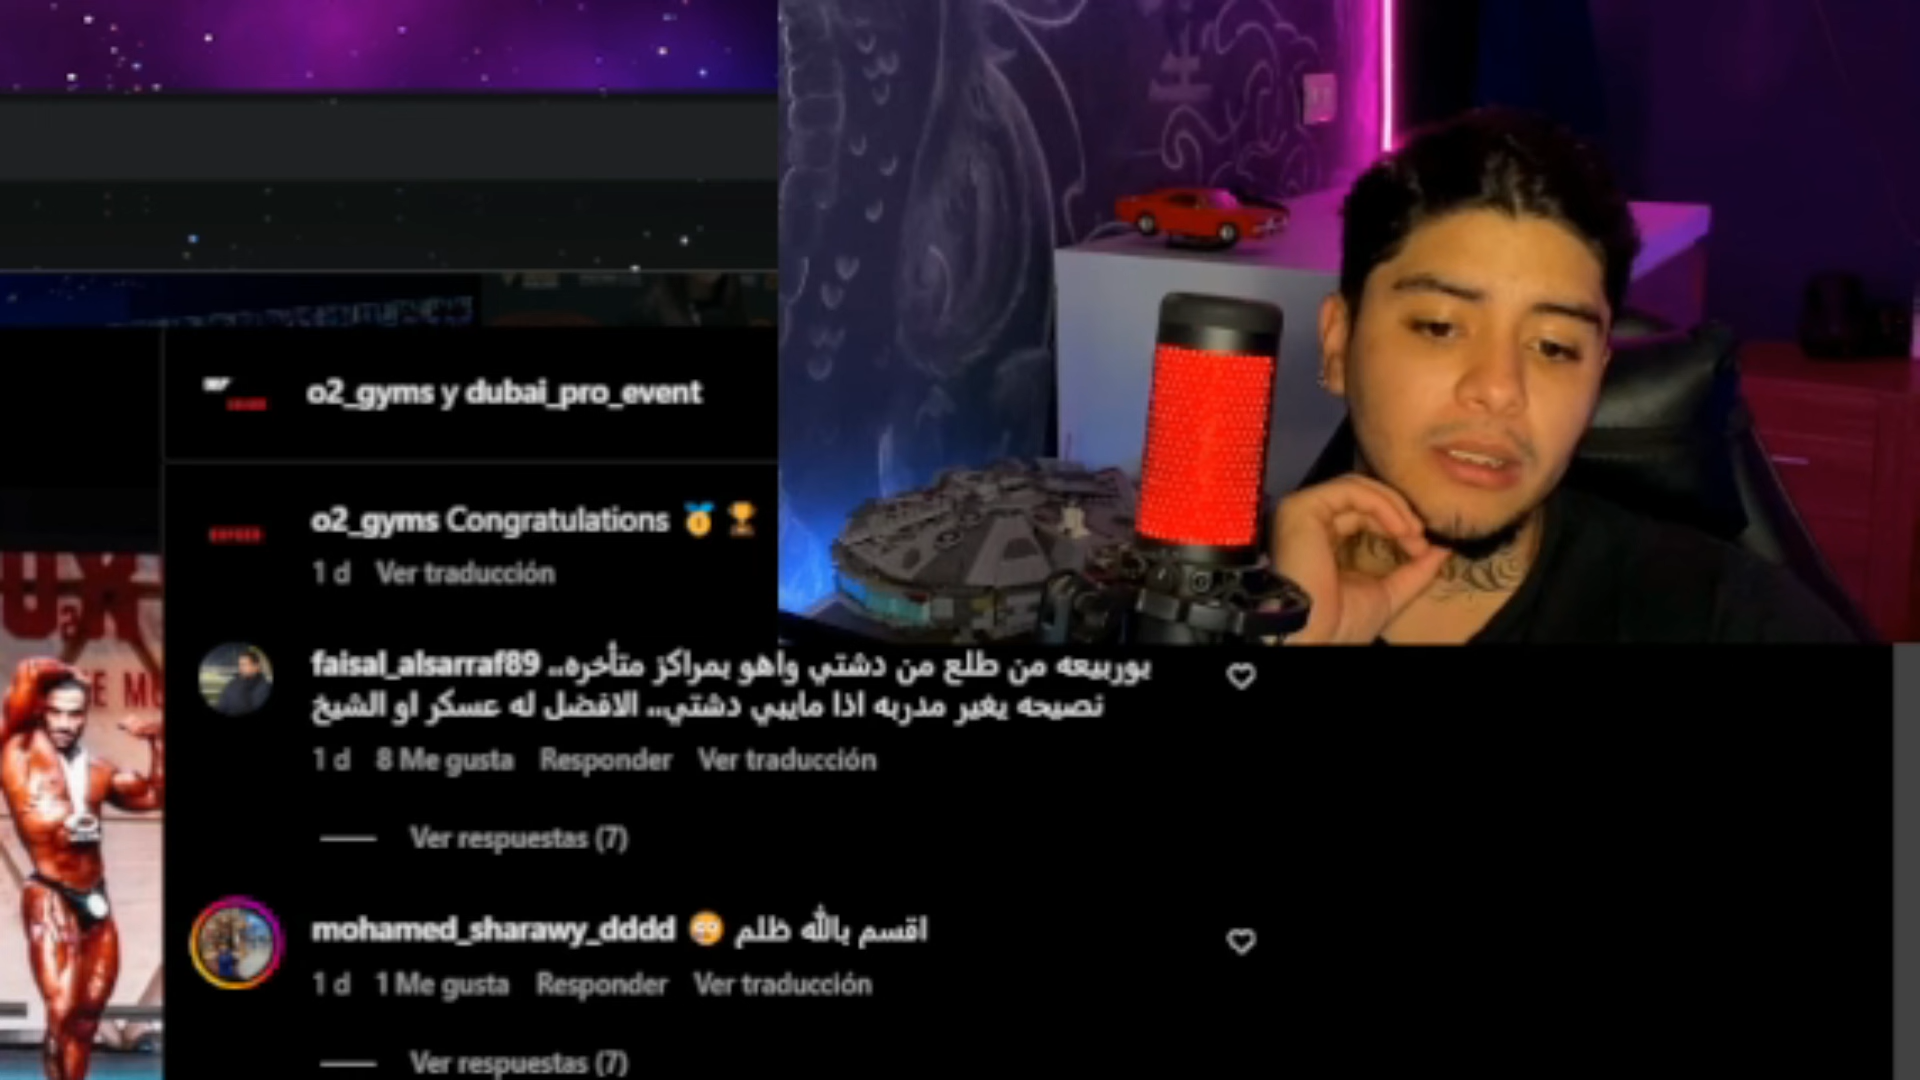 o2_gyms y dubai_pro_event
o2_gyms Congratulations 🥇 🏆
1 d Ver traducción
faisal_alsarraf89 بوربيعه من طلع من دشتي واهو بمراكز متأخره..
نصيحه يغير مدربه اذا مايبي دشتي.. الافضل له عسكر او الشيخ
1 d 8 Me gusta Responder Ver traducción
Ver respuestas (7)
mohamed_sharawy_dddd 😳 اقسم بالله ظلم
1 d 1 Me gusta Responder Ver traducción
Ver respuestas (7)